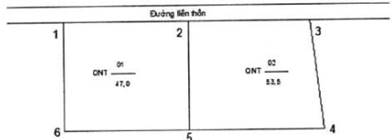 Đường liên thôn
1 2 3
ONT 01 ONT 02
47,0 53,5
6 5 4